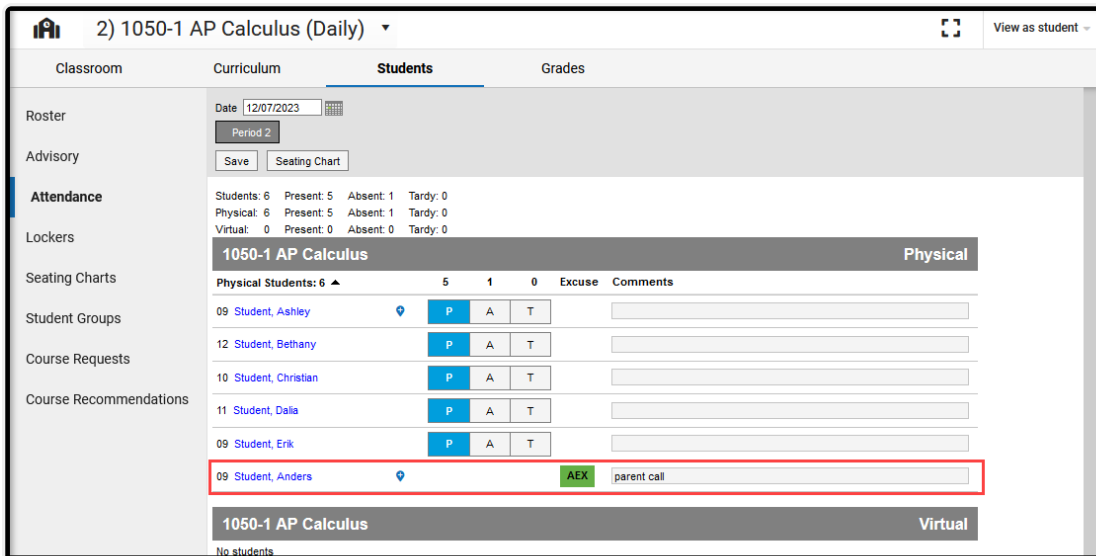 2) 1050-1 AP Calculus (Daily)
View as student
Classroom Curriculum Students Grades
Roster
Advisory
Attendance
Lockers
Seating Charts
Student Groups
Course Requests
Course Recommendations
Date 12/07/2023
Period 2
Save Seating Chart
Students: 6 Present: 5 Absent: 1 Tardy: 0
Physical: 6 Present: 5 Absent: 1 Tardy: 0
Virtual: 0 Present: 0 Absent: 0 Tardy: 0
1050-1 AP Calculus Physical
Physical Students: 6 5 1 0 Excuse Comments
09 Student, Ashley P A T
12 Student, Bethany P A T
10 Student, Christian P A T
11 Student, Dalia P A T
09 Student, Erik P A T
09 Student, Anders AEX parent call
1050-1 AP Calculus Virtual
No students